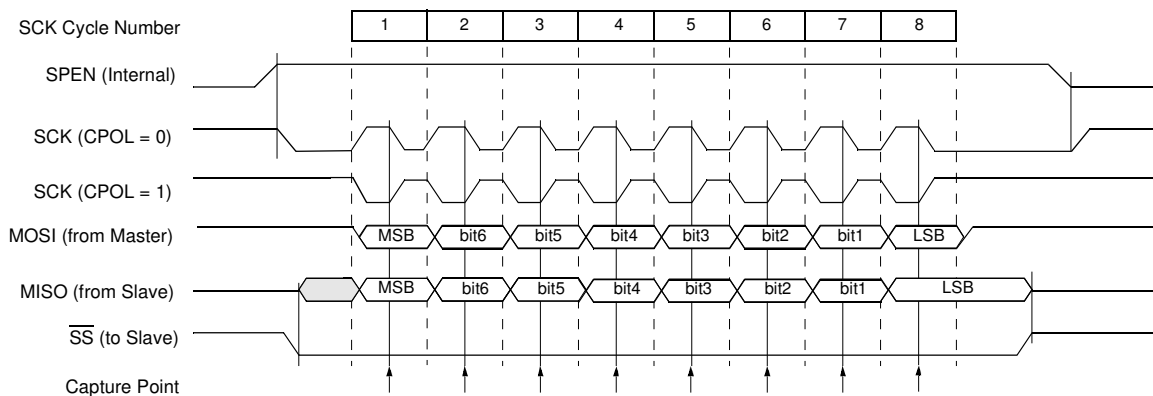 SCK Cycle Number 1 2 3 4 5 6 7 8
SPEN (Internal)
SCK (CPOL = 0)
SCK (CPOL = 1)
MOSI (from Master) MSB bit6 bit5 bit4 bit3 bit2 bit1 LSB
MISO (from Slave) MSB bit6 bit5 bit4 bit3 bit2 bit1 LSB
SS (to Slave)
Capture Point